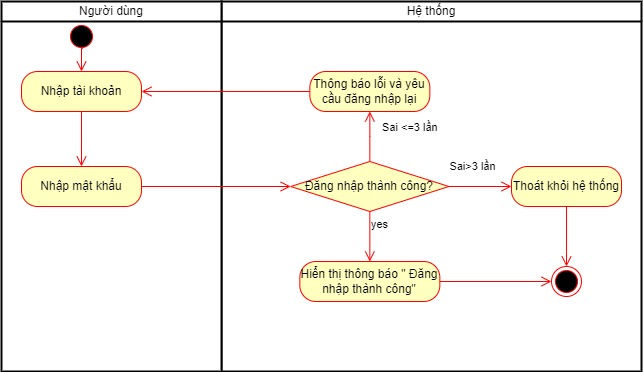 Người dùng
Hệ thống
Nhập tài khoản
Thông báo lỗi và yêu
cầu đăng nhập lại
Sai <=3 lần
Sai>3 lần
Nhập mật khẩu
Đăng nhập thành công?
Thoát khỏi hệ thống
yes
Hiển thị thông báo " Đăng
nhập thành công"